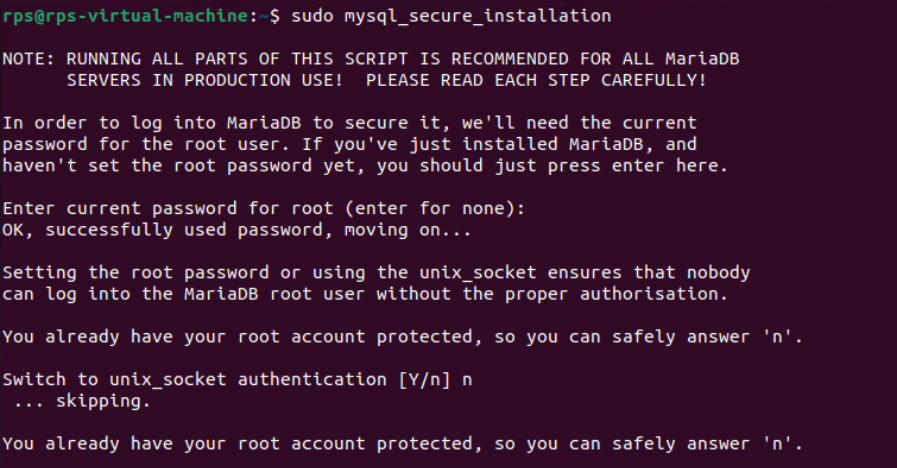 rps@rps-virtual-machine:~$ sudo mysql_secure_installation
NOTE: RUNNING ALL PARTS OF THIS SCRIPT IS RECOMMENDED FOR ALL MariaDB
SERVERS IN PRODUCTION USE!  PLEASE READ EACH STEP CAREFULLY!
In order to log into MariaDB to secure it, we'll need the current
password for the root user. If you've just installed MariaDB, and
haven't set the root password yet, you should just press enter here.
Enter current password for root (enter for none):
OK, successfully used password, moving on...
Setting the root password or using the unix_socket ensures that nobody
can log into the MariaDB root user without the proper authorisation.
You already have your root account protected, so you can safely answer 'n'.
Switch to unix_socket authentication [Y/n] n
... skipping.
You already have your root account protected, so you can safely answer 'n'.